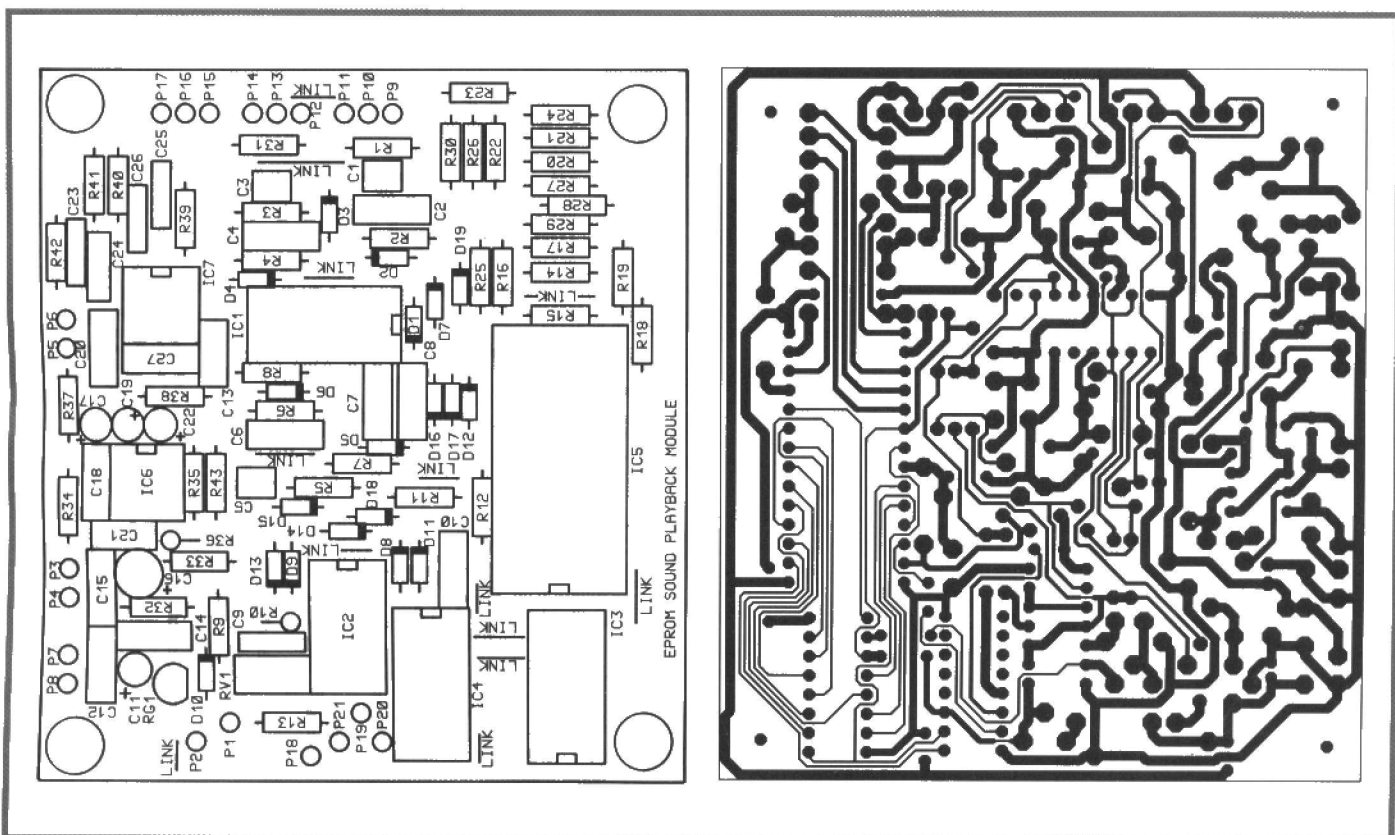 P17
P16
P15
P14
P13
LINK
P12
P11
P10
P9
R23
R24
R21
R20
R27
R28
R29
R17
R14
LINK
R15
R30
R26
R22
R31
R1
LINK
C1
C3
R3
D3
C2
C4
R2
R4
D2
LINK
D4
R41
R40
C26
C25
R39
C23
R42
C24
IC7
D19
R25
R16
R19
R18
P6
P5
C20
C27
IC1
D1
D7
C8
R8
D6
R6
C7
C6
D5
LINK
R7
D16
D17
D12
LINK
R37
C17
C19
R38
C22
C13
C18
IC6
R35
R43
R34
C21
C5
R5
D18
D15
D14
LINK
R11
C10
R12
IC5
R36
R33
P3
P4
C15
C16
R32
C14
R9
D13
D9
C9
R10
IC2
D8
D11
LINK
LINK
LINK
LINK
IC3
P7
P8
C12
C11
RG1
D10
RV1
P1
P2
LINK
R13
P18
P21
P19
P20
IC4
LINK
EPROM SOUND PLAYBACK MODULE